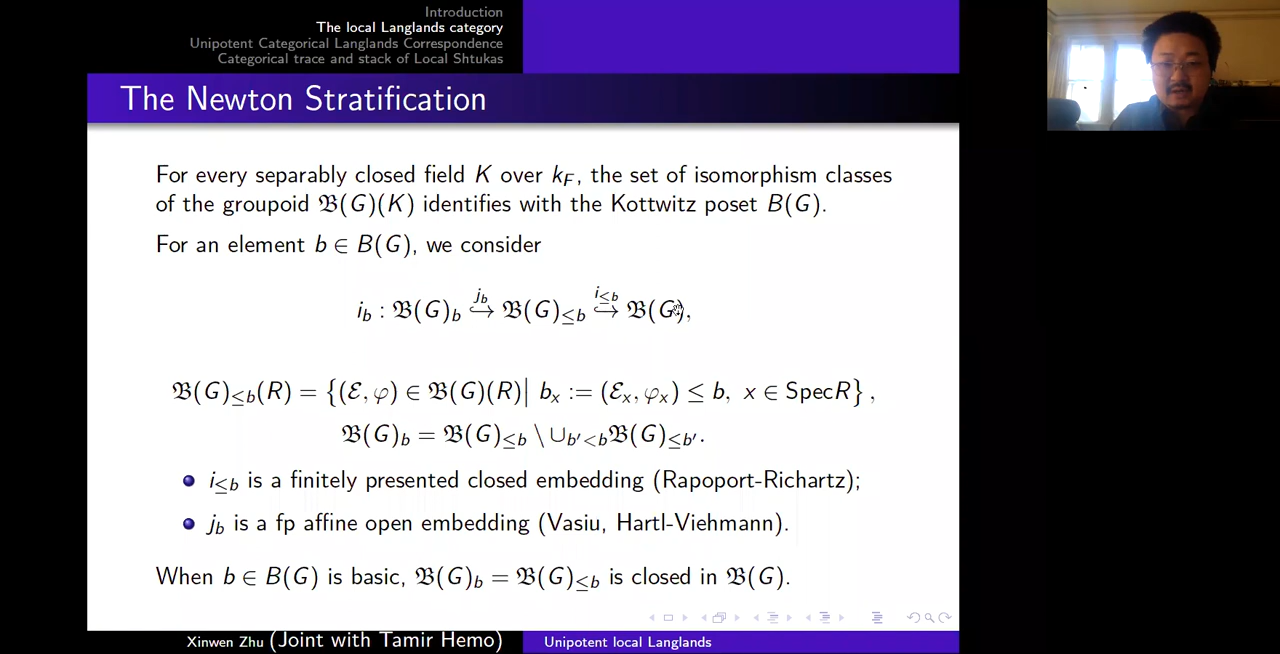 Introduction
The local Langlands category
Unipotent Categorical Langlands Correspondence
Categorical trace and stack of Local Shtukas
The Newton Stratification
For every separably closed field K over k_F, the set of isomorphism classes
of the groupoid 𝔅(G)(K) identifies with the Kottwitz poset B(G).
For an element b ∈ B(G), we consider
i_b : 𝔅(G)_b ↪^{j_b} 𝔅(G)_{≤b} ↪^{i_{≤b}} 𝔅(G),
𝔅(G)_{≤b}(R) = {(ℰ, φ) ∈ 𝔅(G)(R)| b_x := (ℰ_x, φ_x) ≤ b, x ∈ SpecR},
𝔅(G)_b = 𝔅(G)_{≤b} \ ∪_{b'<b}𝔅(G)_{≤b'}.
i_{≤b} is a finitely presented closed embedding (Rapoport-Richartz);
j_b is a fp affine open embedding (Vasiu, Hartl-Viehmann).
When b ∈ B(G) is basic, 𝔅(G)_b = 𝔅(G)_{≤b} is closed in 𝔅(G).
Xinwen Zhu (Joint with Tamir Hemo)
Unipotent local Langlands